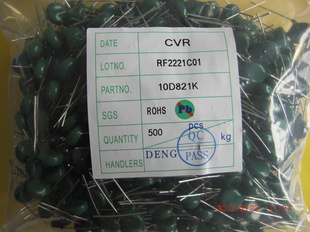 DATE CVR
LOTNO. RF2221C01
PARTNO. 10D821K
SGS ROHS Pb
QUANTITY 500 pcs
kg
HANDLERS DENG QC PASS